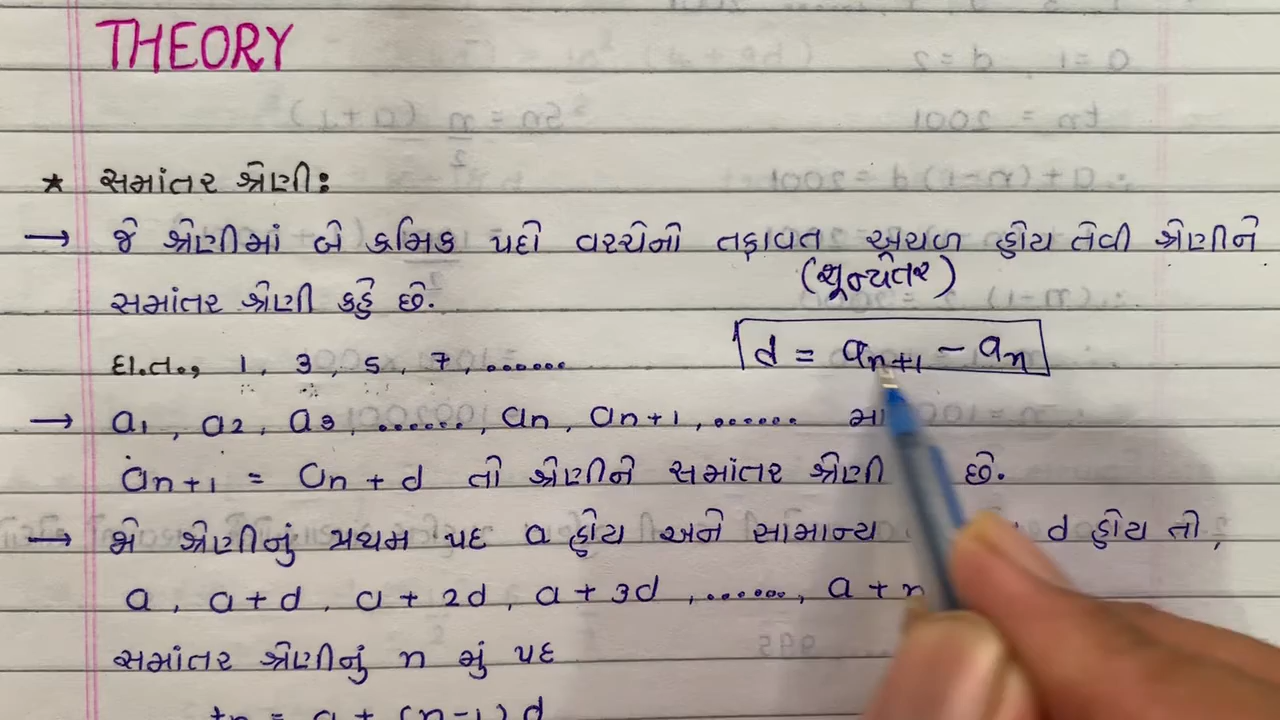 THEORY
★ સમાંતર શ્રેણી:
→ જે શ્રેણીમાં બે ક્રમિક પદો વચ્ચેનો તફાવત અચળ હોય તેવી શ્રેણીને
(શૂન્યેતર)
સમાંતર શ્રેણી કહે છે.
દા.ત., 1, 3, 5, 7, ......
d = an+1 - an
→ a1, a2, a3, ......, an, an+1, ......
an+1 = an + d તો શ્રેણીને સમાંતર શ્રેણી છે.
→ જો શ્રેણીનું પ્રથમ પદ a હોય અને સામાન્ય d હોય તો,
a, a+d, a+2d, a+3d, ......, a+n
સમાંતર શ્રેણીનું n મું પદ
tn = a + (n-1)d